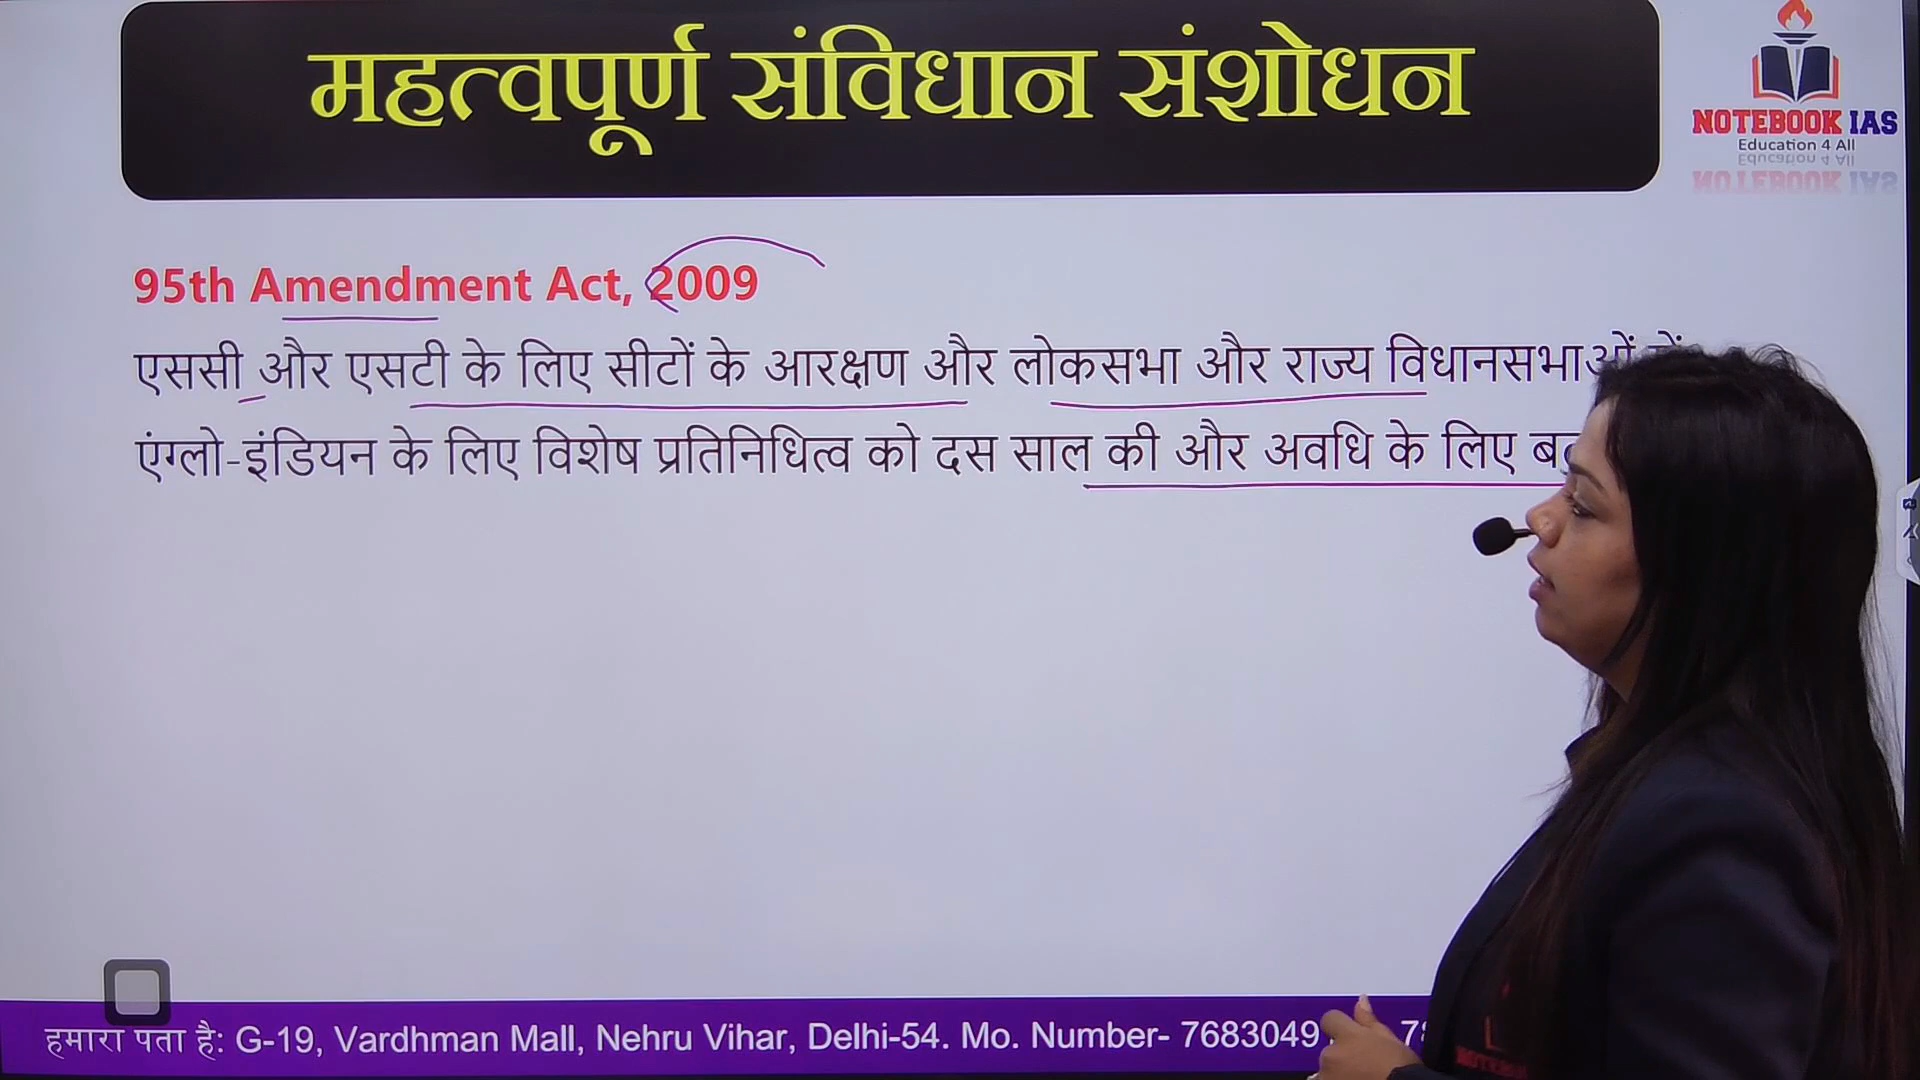 महत्वपूर्ण संविधान संशोधन
NOTEBOOK IAS
Education 4 All
95th Amendment Act, 2009
एससी और एसटी के लिए सीटों के आरक्षण और लोकसभा और राज्य विधानसभाओं में
एंग्लो-इंडियन के लिए विशेष प्रतिनिधित्व को दस साल की और अवधि के लिए
हमारा पता है: G-19, Vardhman Mall, Nehru Vihar, Delhi-54. Mo. Number- 7683049